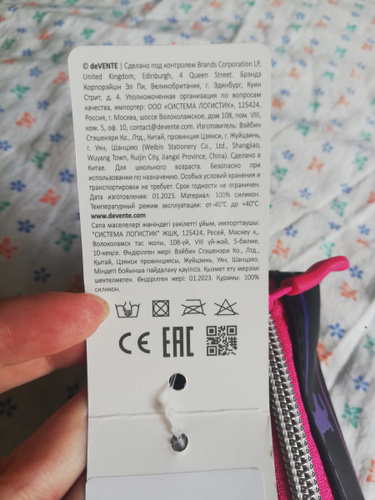 © deVENTE | Сделано под контролем Brands Corporation LP,
United Kingdom, Edinburgh, 4 Queen Street. Брэндз
Корпорэйшн Эл Пи, Великобритания, г. Эдинбург, Куин
Стрит, д. 4. Уполномоченная организация по вопросам
качества, импортер: ООО «СИСТЕМА ЛОГИСТИК», 125424,
Россия, г. Москва, шоссе Волоколамское, дом 108, пом. VIII,
ком. 5, оф. 10, contact@devente.com. Изготовитель: Вэйбин
Стэшенэри Ко., Лтд., Китай, провинция Цзянси, г. Жуйцзинь,
г. Уян, Шанцзяо (Weibin Stationery Co., Ltd., Shangjiao,
Wuyang Town, Ruijin City, Jiangxi Province, China). Сделано в
Китае. Для школьного возраста. Безопасно при
использовании по назначению. Особых условий хранения и
транспортировки не требует. Срок годности не ограничен.
Дата изготовления: 01.2023. Материал: 100% силикон.
Температурный режим эксплуатации: от-40°С до +40°С.
www.devente.com
Сапа мәселелері жөніндегі уәкілетті ұйым, импорттаушы:
"СИСТЕМА ЛОГИСТИК" ЖШҚ, 125424, Ресей, Мәскеу қ.,
Волоколамск тас жолы, 108-үй, VIII үй-жай, 5-бөлме,
10-кеңсе. Өндірілген жері: Вэйбин Стэшенэри Ко., Лтд.,
Қытай, Цзянси провинциясы, Жуйцзинь, Уян, Шанцзяо.
Міндеті бойынша пайдалану қауіпсіз. Қызмет ету мерзімі
шектелмеген. Өндірілген жері: 01.2023. Құрамы: 100%
силикон.
CE EAC